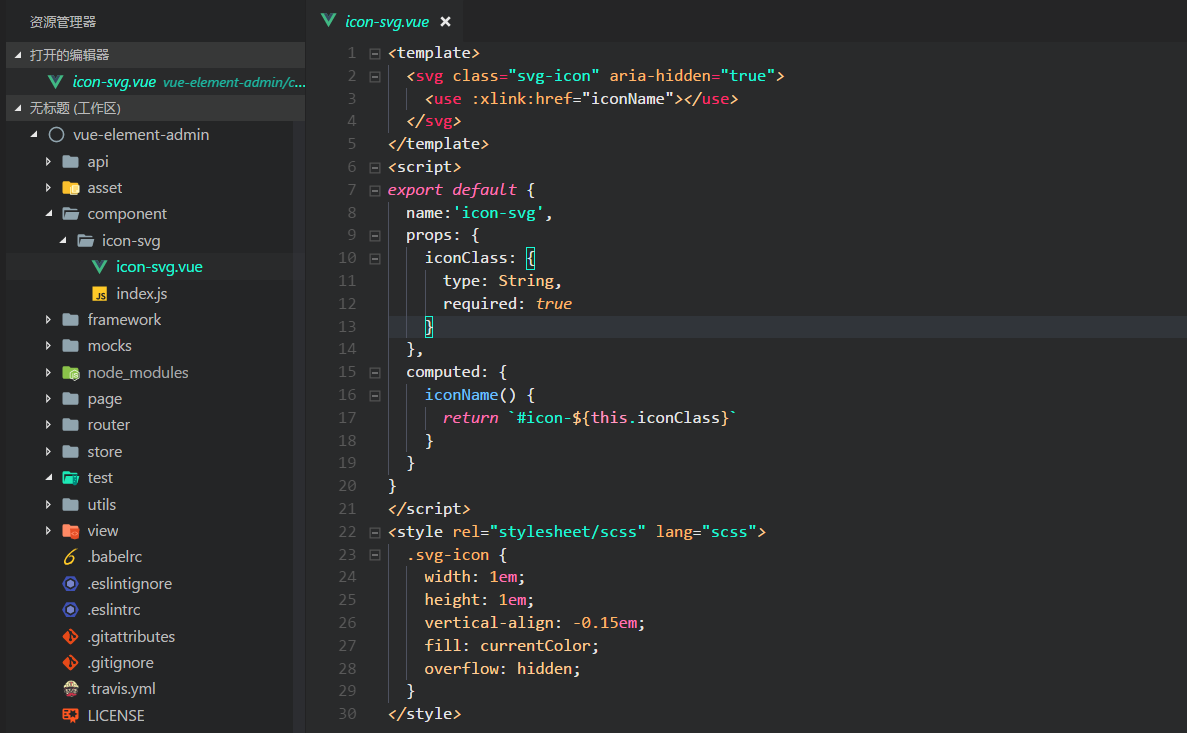 资源管理器
打开的编辑器
icon-svg.vue vue-element-admin/c...
无标题 (工作区)
vue-element-admin
api
asset
component
icon-svg
icon-svg.vue
index.js
framework
mocks
node_modules
page
router
store
test
utils
view
.babelrc
.eslintignore
.eslintrc
.gitattributes
.gitignore
.travis.yml
LICENSE
icon-svg.vue ×
1 <template>
2   <svg class="svg-icon" aria-hidden="true">
3     <use :xlink:href="iconName"></use>
4   </svg>
5 </template>
6 <script>
7 export default {
8   name:'icon-svg',
9   props: {
10     iconClass: {
11       type: String,
12       required: true
13     }
14   },
15   computed: {
16     iconName() {
17       return `#icon-${this.iconClass}`
18     }
19   }
20 }
21 </script>
22 <style rel="stylesheet/scss" lang="scss">
23   .svg-icon {
24     width: 1em;
25     height: 1em;
26     vertical-align: -0.15em;
27     fill: currentColor;
28     overflow: hidden;
29   }
30 </style>